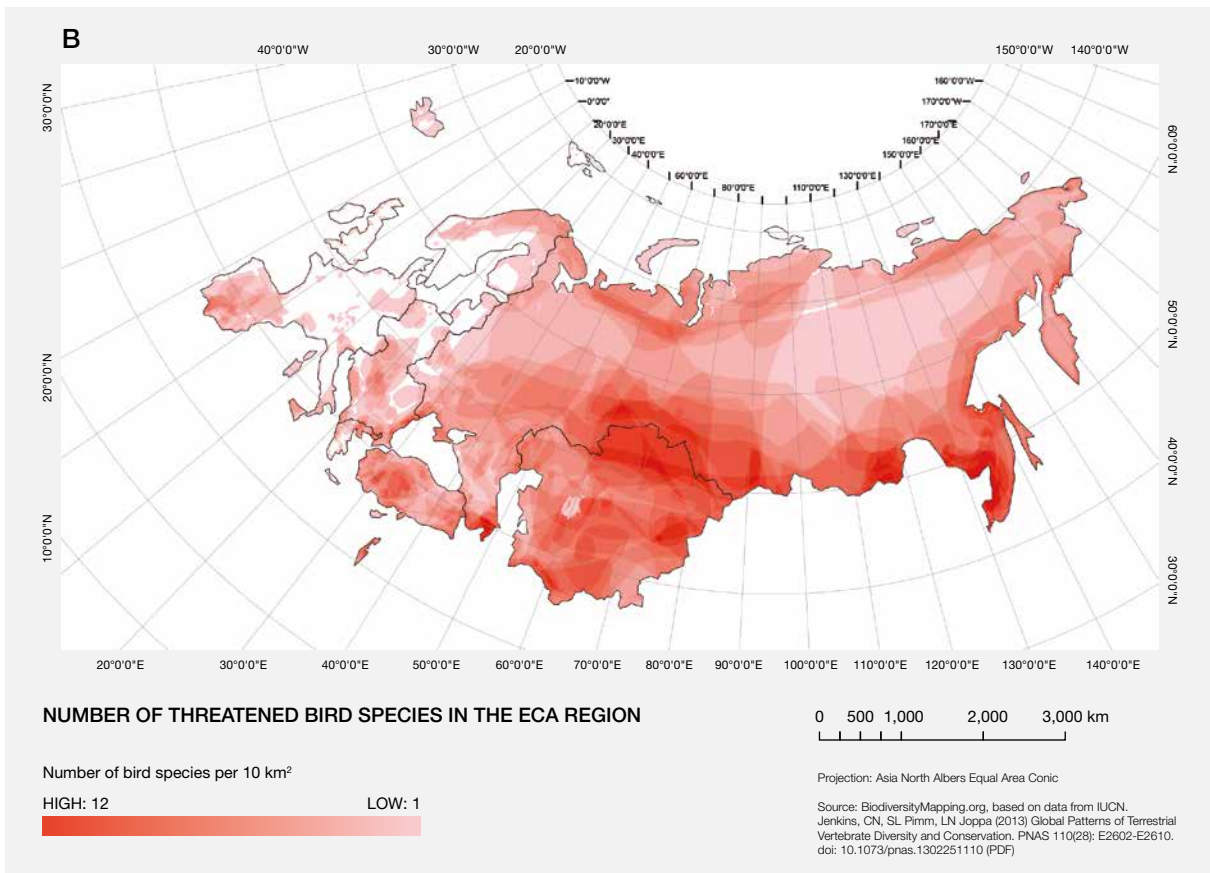 B
40°0'0"W 30°0'0"W 20°0'0"W 150°0'0"W 140°0'0"W
10°0'0"W 160°0'0"W
0°0'0" 170°0'0"W
20°0'0"E 170°0'0"E
30°0'0"E 160°0'0"E
40°0'0"E 150°0'0"E
60°0'0"E 130°0'0"E
80°0'0"E 110°0'0"E
30°0'0"N
20°0'0"N
10°0'0"N
60°0'0"N
50°0'0"N
40°0'0"N
30°0'0"N
20°0'0"E 30°0'0"E 40°0'0"E 50°0'0"E 60°0'0"E 70°0'0"E 80°0'0"E 90°0'0"E 100°0'0"E 110°0'0"E 120°0'0"E 130°0'0"E 140°0'0"E
NUMBER OF THREATENED BIRD SPECIES IN THE ECA REGION
Number of bird species per 10 km²
HIGH: 12 LOW: 1
0 500 1,000 2,000 3,000 km
Projection: Asia North Albers Equal Area Conic
Source: BiodiversityMapping.org, based on data from IUCN.
Jenkins, CN, SL Pimm, LN Joppa (2013) Global Patterns of Terrestrial
Vertebrate Diversity and Conservation. PNAS 110(28): E2602-E2610.
doi: 10.1073/pnas.1302251110 (PDF)